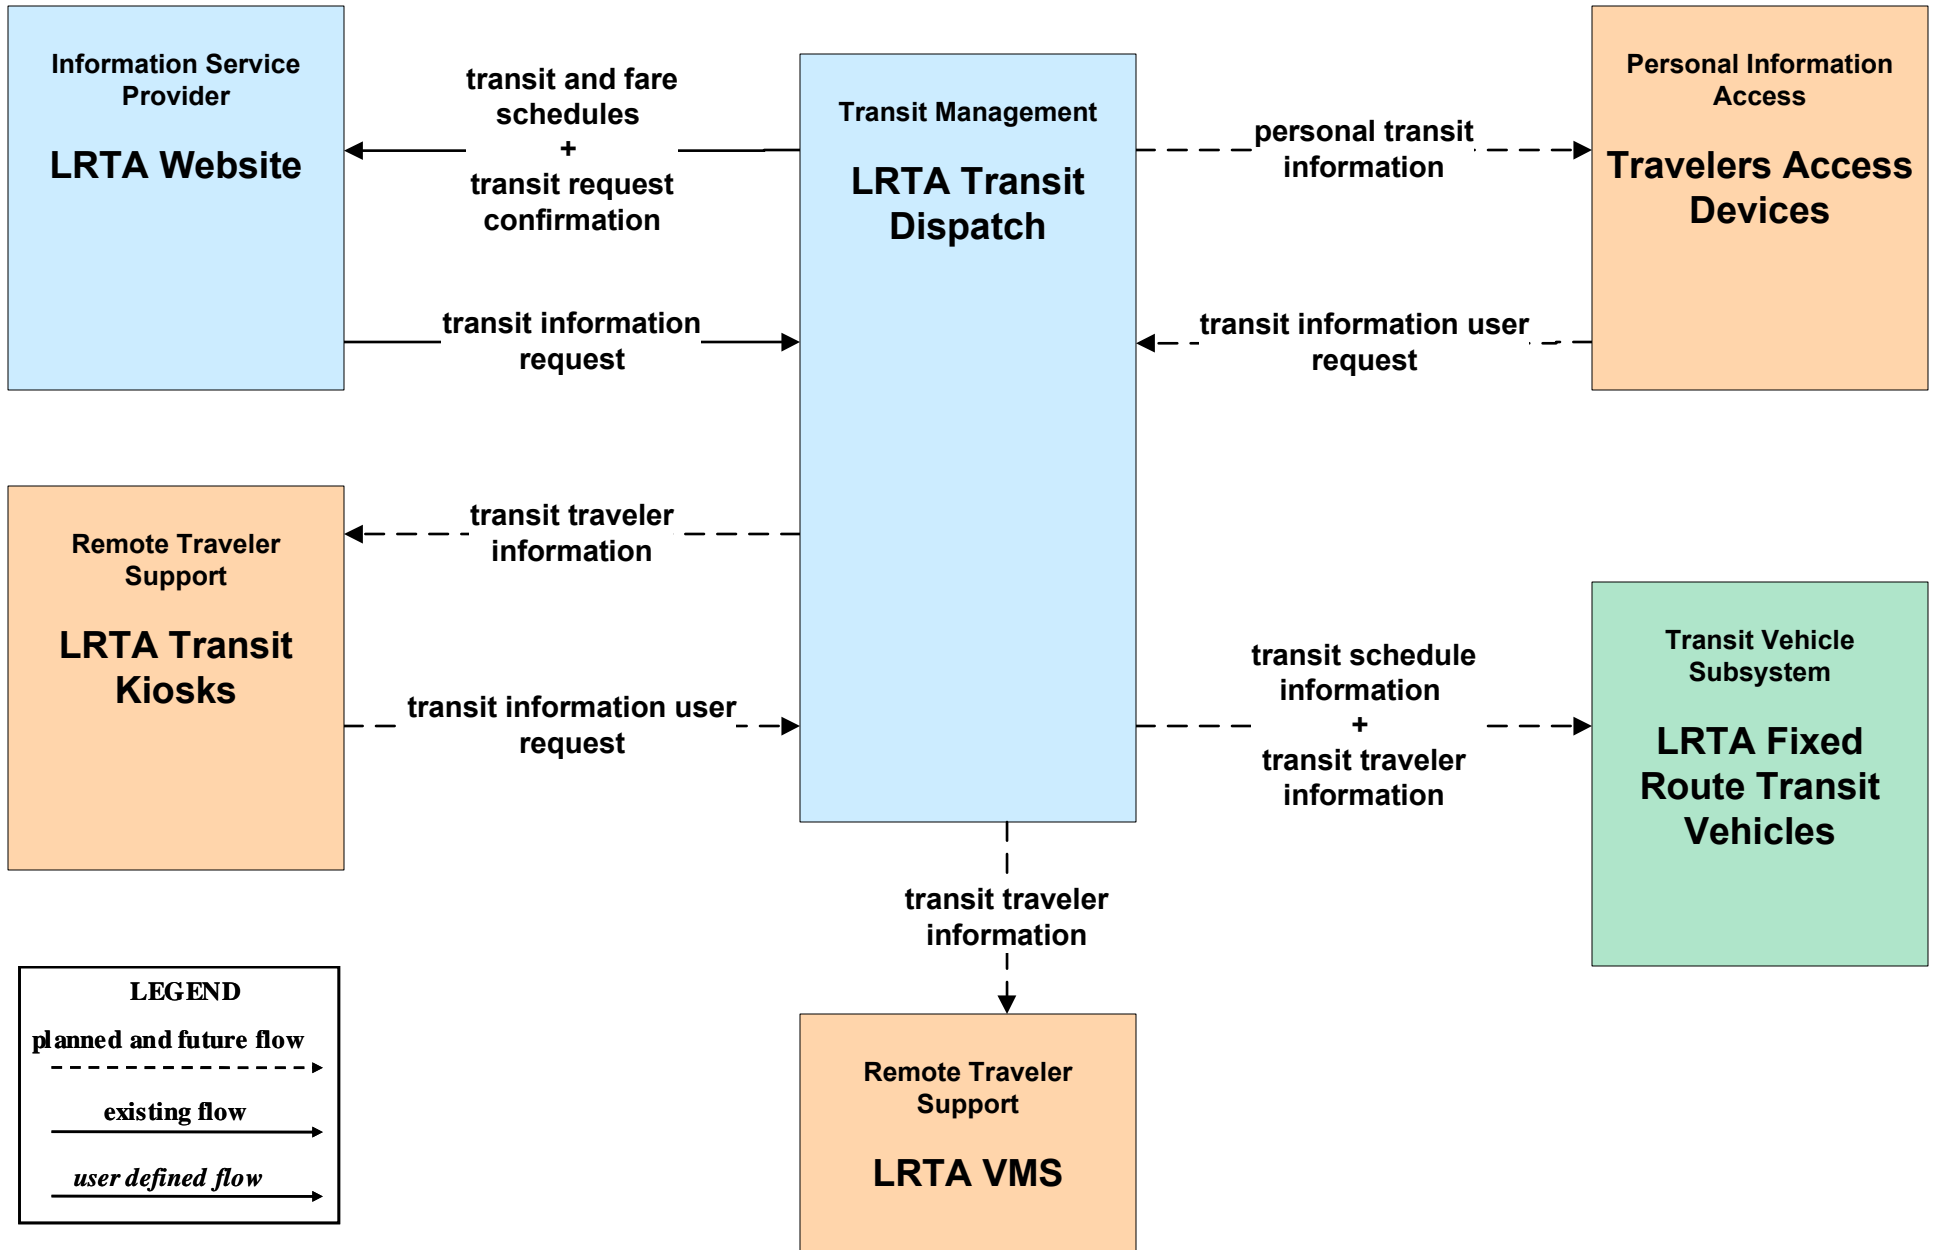 Information Service
Provider
LRTA Website
transit and fare
schedules
+
transit request
confirmation
transit information
request
Transit Management
LRTA Transit
Dispatch
personal transit
information
transit information user
request
Personal Information
Access
Travelers Access
Devices
Remote Traveler
Support
LRTA Transit
Kiosks
transit traveler
information
transit information user
request
transit schedule
information
+
transit traveler
information
Transit Vehicle
Subsystem
LRTA Fixed
Route Transit
Vehicles
transit traveler
information
Remote Traveler
Support
LRTA VMS
LEGEND
planned and future flow
existing flow
user defined flow